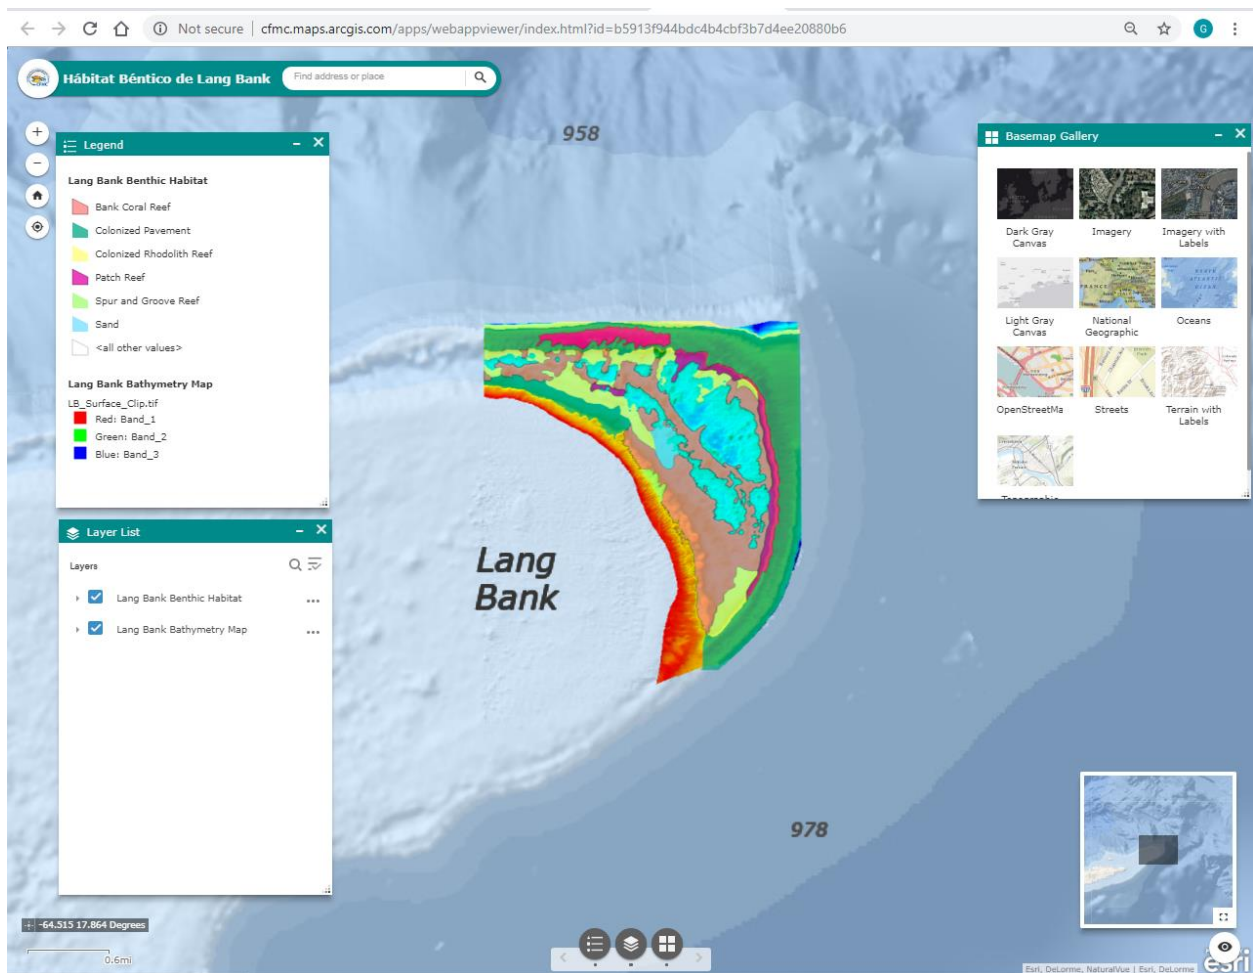 Not secure | cfmc.maps.arcgis.com/apps/webappviewer/index.html?id=b5913f944bdc4b4cbf3b7d4ee20880b6
G
Hábitat Béntico de Lang Bank
Find address or place
958
Legend
Lang Bank Benthic Habitat
Bank Coral Reef
Colonized Pavement
Colonized Rhodolith Reef
Patch Reef
Spur and Groove Reef
Sand
<all other values>
Lang Bank Bathymetry Map
LB_Surface_Clip.tif
Red: Band_1
Green: Band_2
Blue: Band_3
Layer List
Layers
Lang Bank Benthic Habitat
Lang Bank Bathymetry Map
Lang
Bank
Basemap Gallery
Dark Gray
Canvas
Imagery
Imagery with
Labels
Light Gray
Canvas
National
Geographic
Oceans
OpenStreetMa
Streets
Terrain with
Labels
978
-64.515 17.864 Degrees
0.6mi
Esri, DeLorme, NaturalVue | Esri, DeLorme
esri